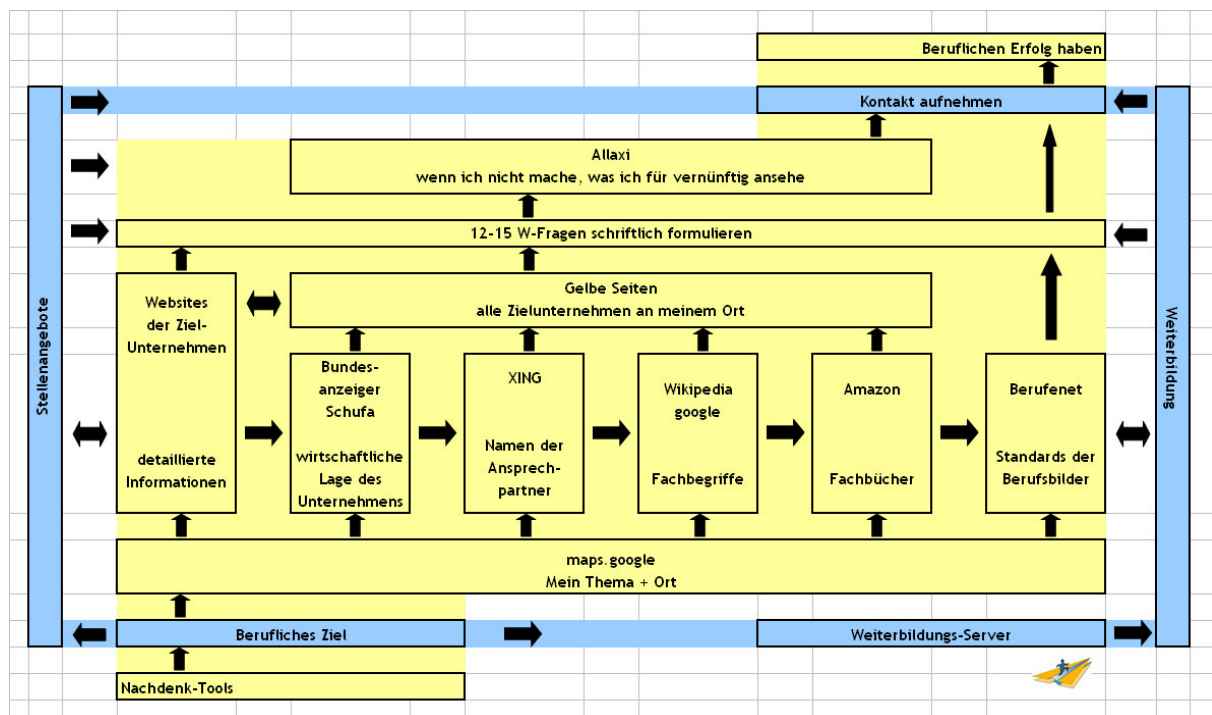 Beruflichen Erfolg haben
Kontakt aufnehmen
Allaxi
wenn ich nicht mache, was ich für vernünftig ansehe
12-15 W-Fragen schriftlich formulieren
Stellenangebote
Websites
der Ziel-
Unternehmen
detaillierte
Informationen
Gelbe Seiten
alle Zielunternehmen an meinem Ort
Bundes-
anzeiger
Schufa
wirtschaftliche
Lage des
Unternehmens
XING
Namen der
Ansprech-
partner
Wikipedia
google
Fachbegriffe
Amazon
Fachbücher
Berufenet
Standards der
Berufsbilder
Weiterbildung
maps.google
Mein Thema + Ort
Berufliches Ziel
Weiterbildungs-Server
Nachdenk-Tools